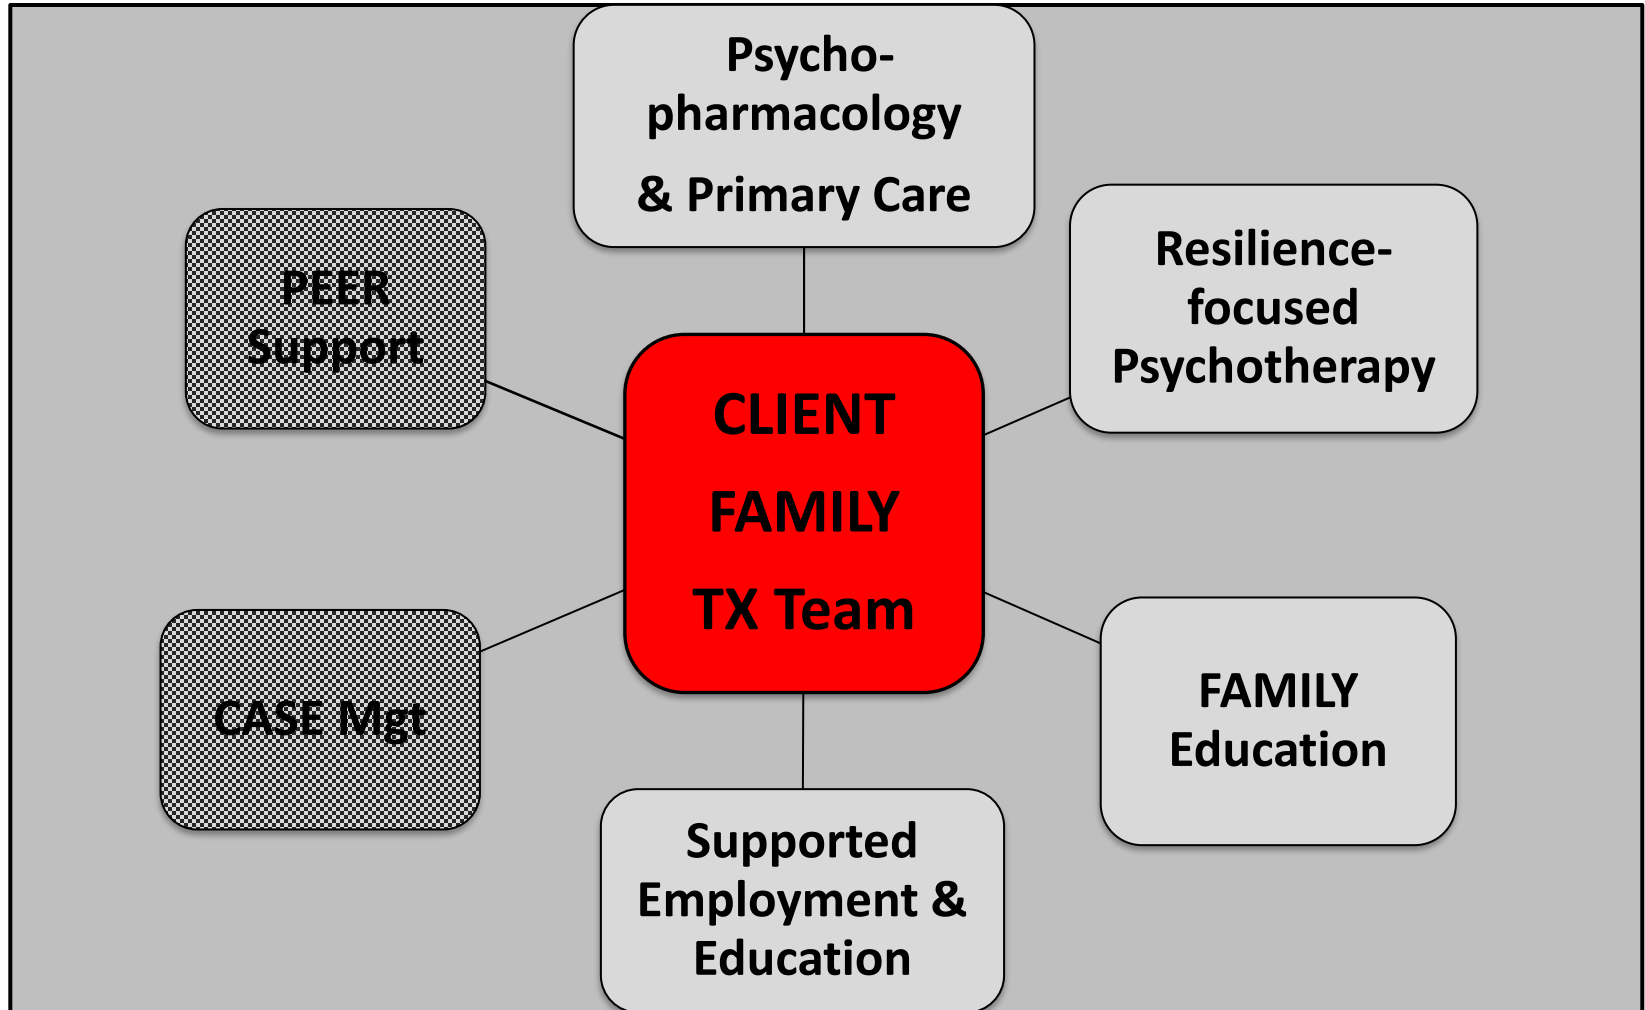 Psycho-
pharmacology
& Primary Care
Resilience-
focused
Psychotherapy
PEER
Support
CLIENT
FAMILY
TX Team
FAMILY
Education
CASE Mgt
Supported
Employment &
Education